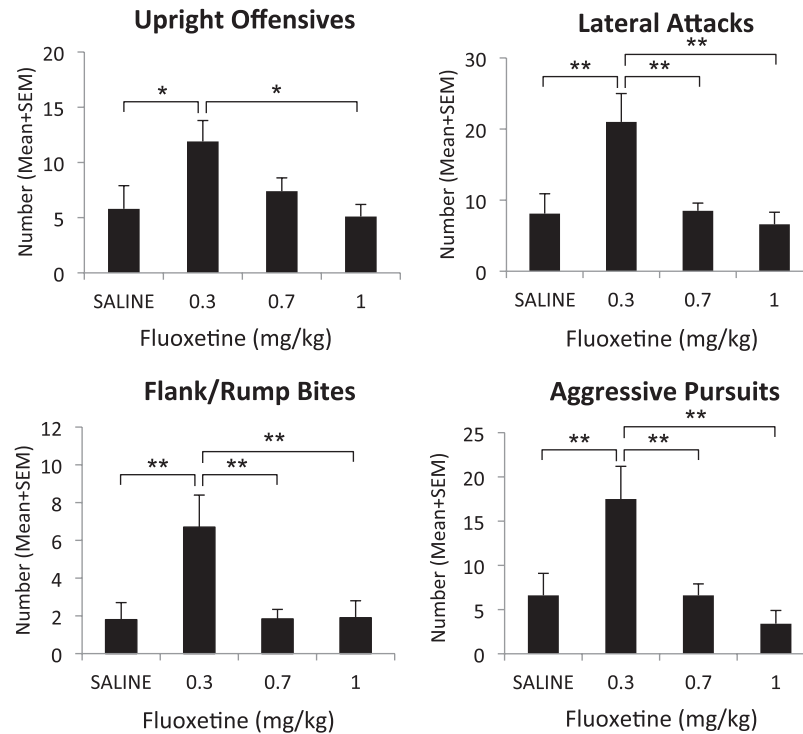 Upright Offensives
Number (Mean+SEM)
20
15
10
5
0
*
*
SALINE 0.3 0.7 1
Fluoxetine (mg/kg)
Lateral Attacks
Number (Mean+SEM)
30
20
10
0
**
**
**
SALINE 0.3 0.7 1
Fluoxetine (mg/kg)
Flank/Rump Bites
Number (Mean+SEM)
12
10
8
6
4
2
0
**
**
**
SALINE 0.3 0.7 1
Fluoxetine (mg/kg)
Aggressive Pursuits
Number (Mean+SEM)
25
20
15
10
5
0
**
**
**
SALINE 0.3 0.7 1
Fluoxetine (mg/kg)